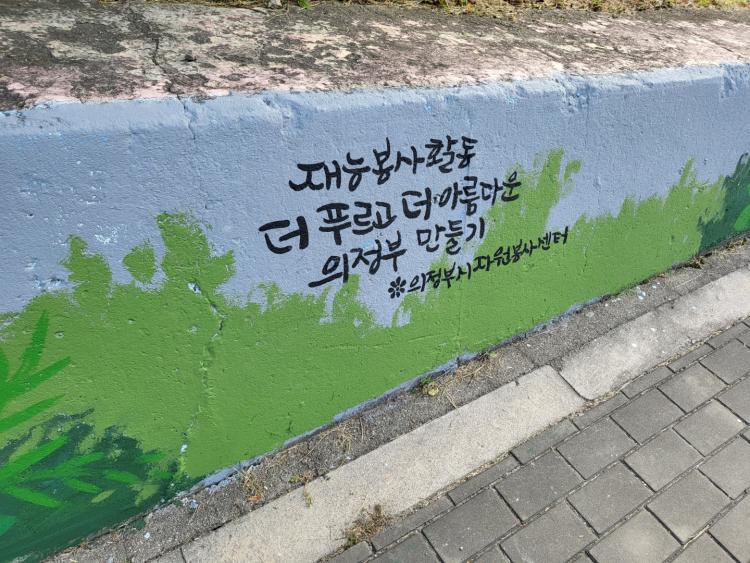 재능봉사활동
더 푸르고 더 아름다운
의정부 만들기
※의정부시자원봉사센터